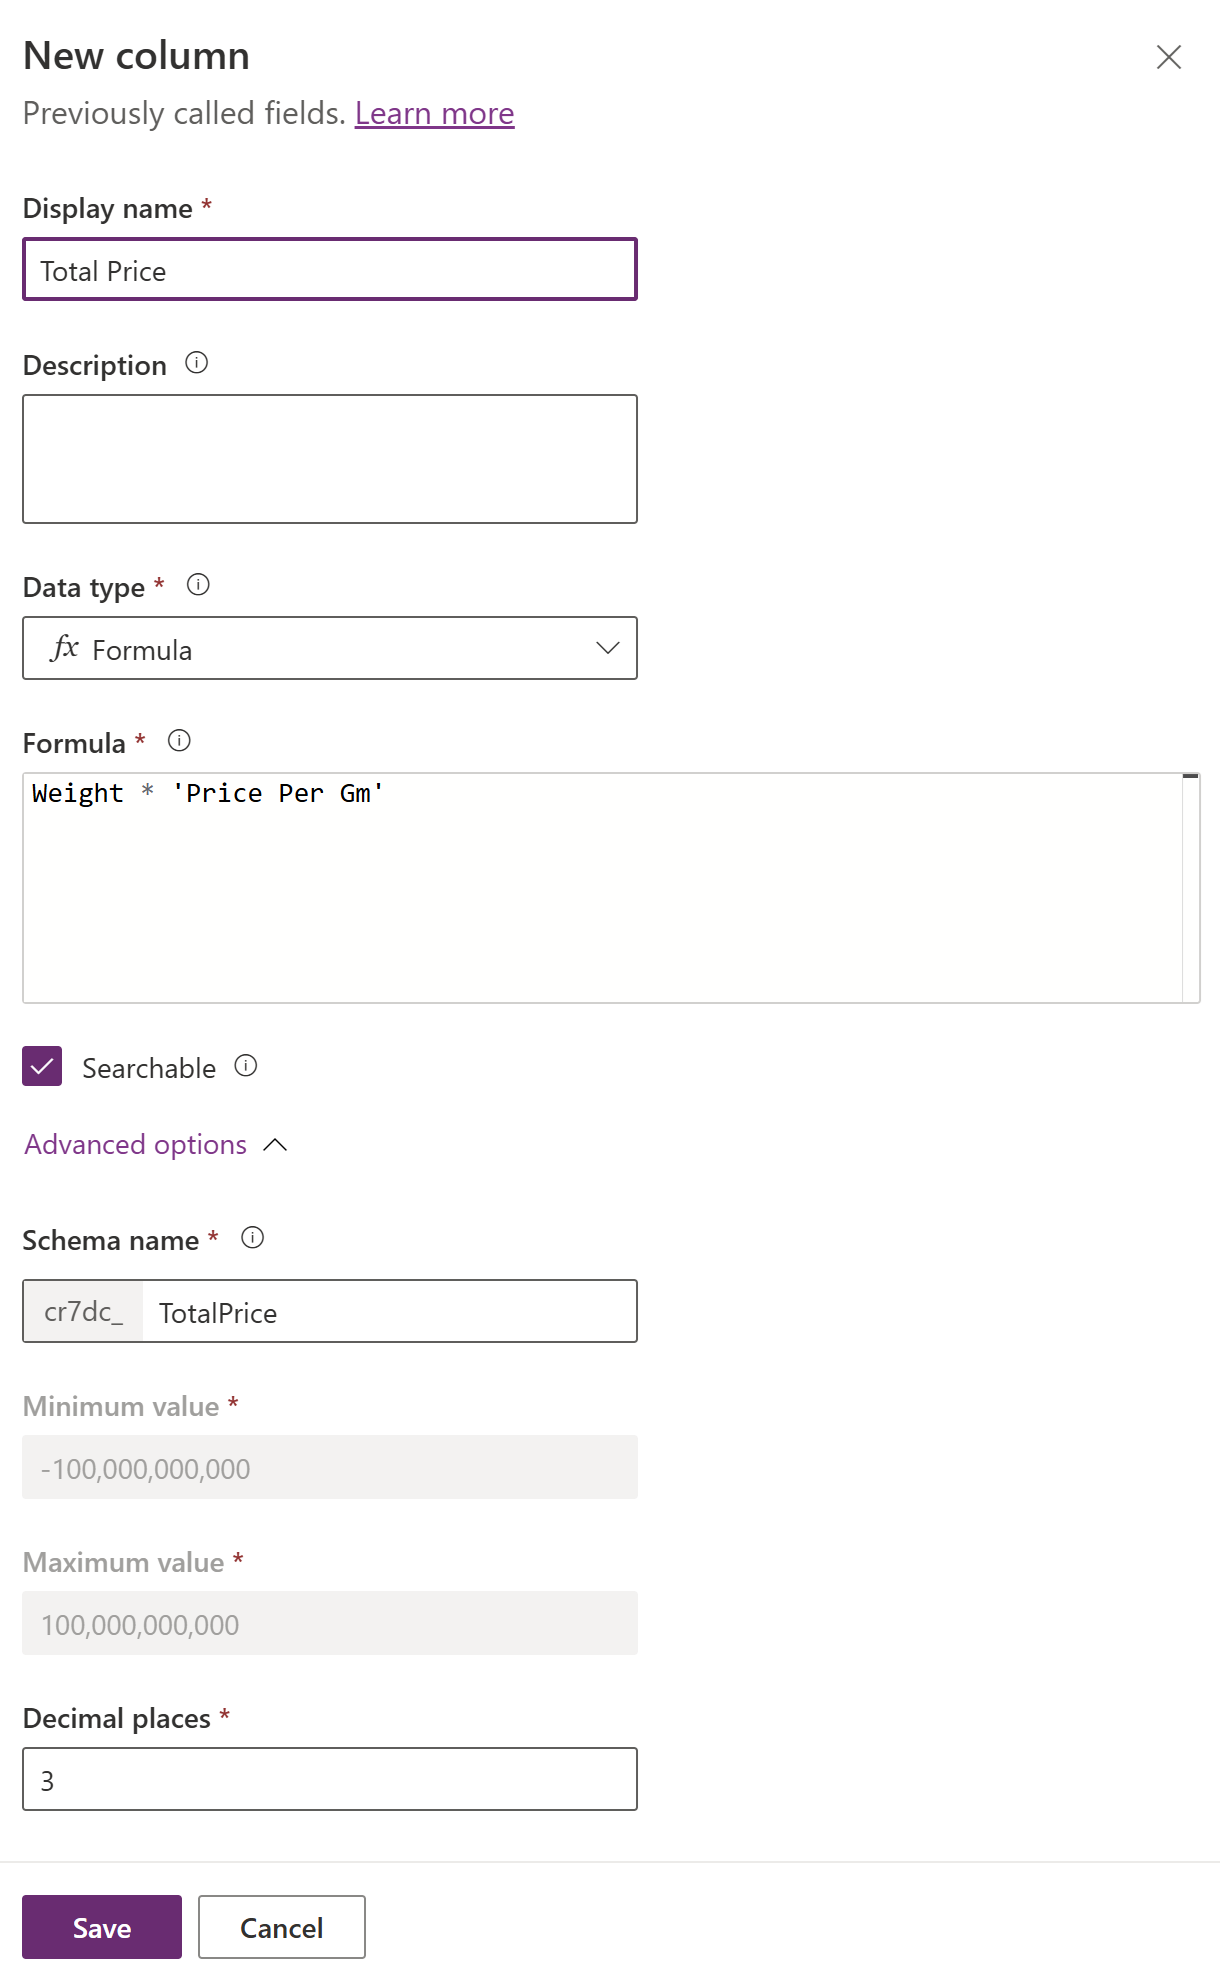 New column
Previously called fields. Learn more
Display name *
Total Price
Description
Data type *
fx Formula
Formula *
Weight * 'Price Per Gm'
Searchable
Advanced options
Schema name *
cr7dc_ TotalPrice
Minimum value *
-100,000,000,000
Maximum value *
100,000,000,000
Decimal places *
3
Save Cancel